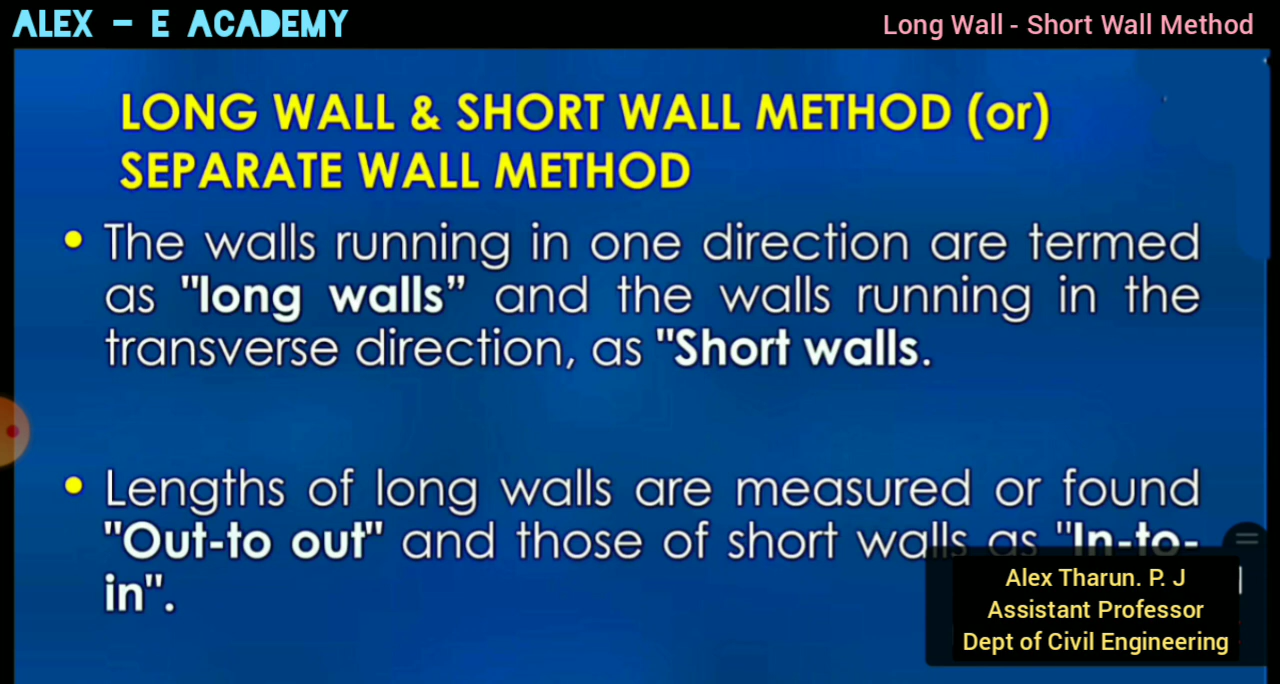 ALEX - E ACADEMY
Long Wall - Short Wall Method
LONG WALL & SHORT WALL METHOD (or)
SEPARATE WALL METHOD
• The walls running in one direction are termed
as "long walls” and the walls running in the
transverse direction, as "Short walls.
• Lengths of long walls are measured or found
"Out-to out" and those of short walls as "In-to-
in".
Alex Tharun. P. J
Assistant Professor
Dept of Civil Engineering